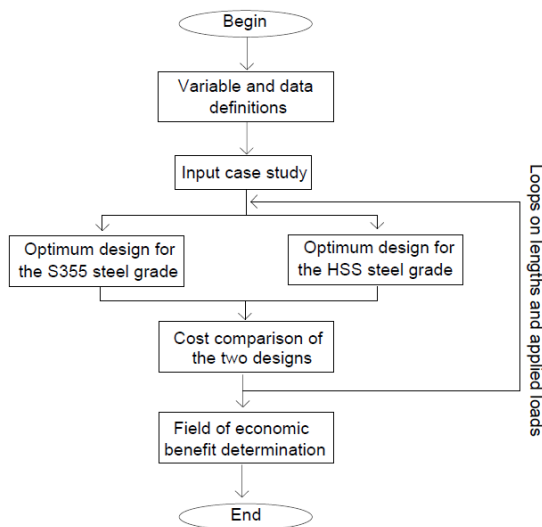 Begin
Variable and data
definitions
Input case study
Optimum design for
the S355 steel grade
Optimum design for
the HSS steel grade
Cost comparison of
the two designs
Field of economic
benefit determination
End
Loops on lengths and applied loads